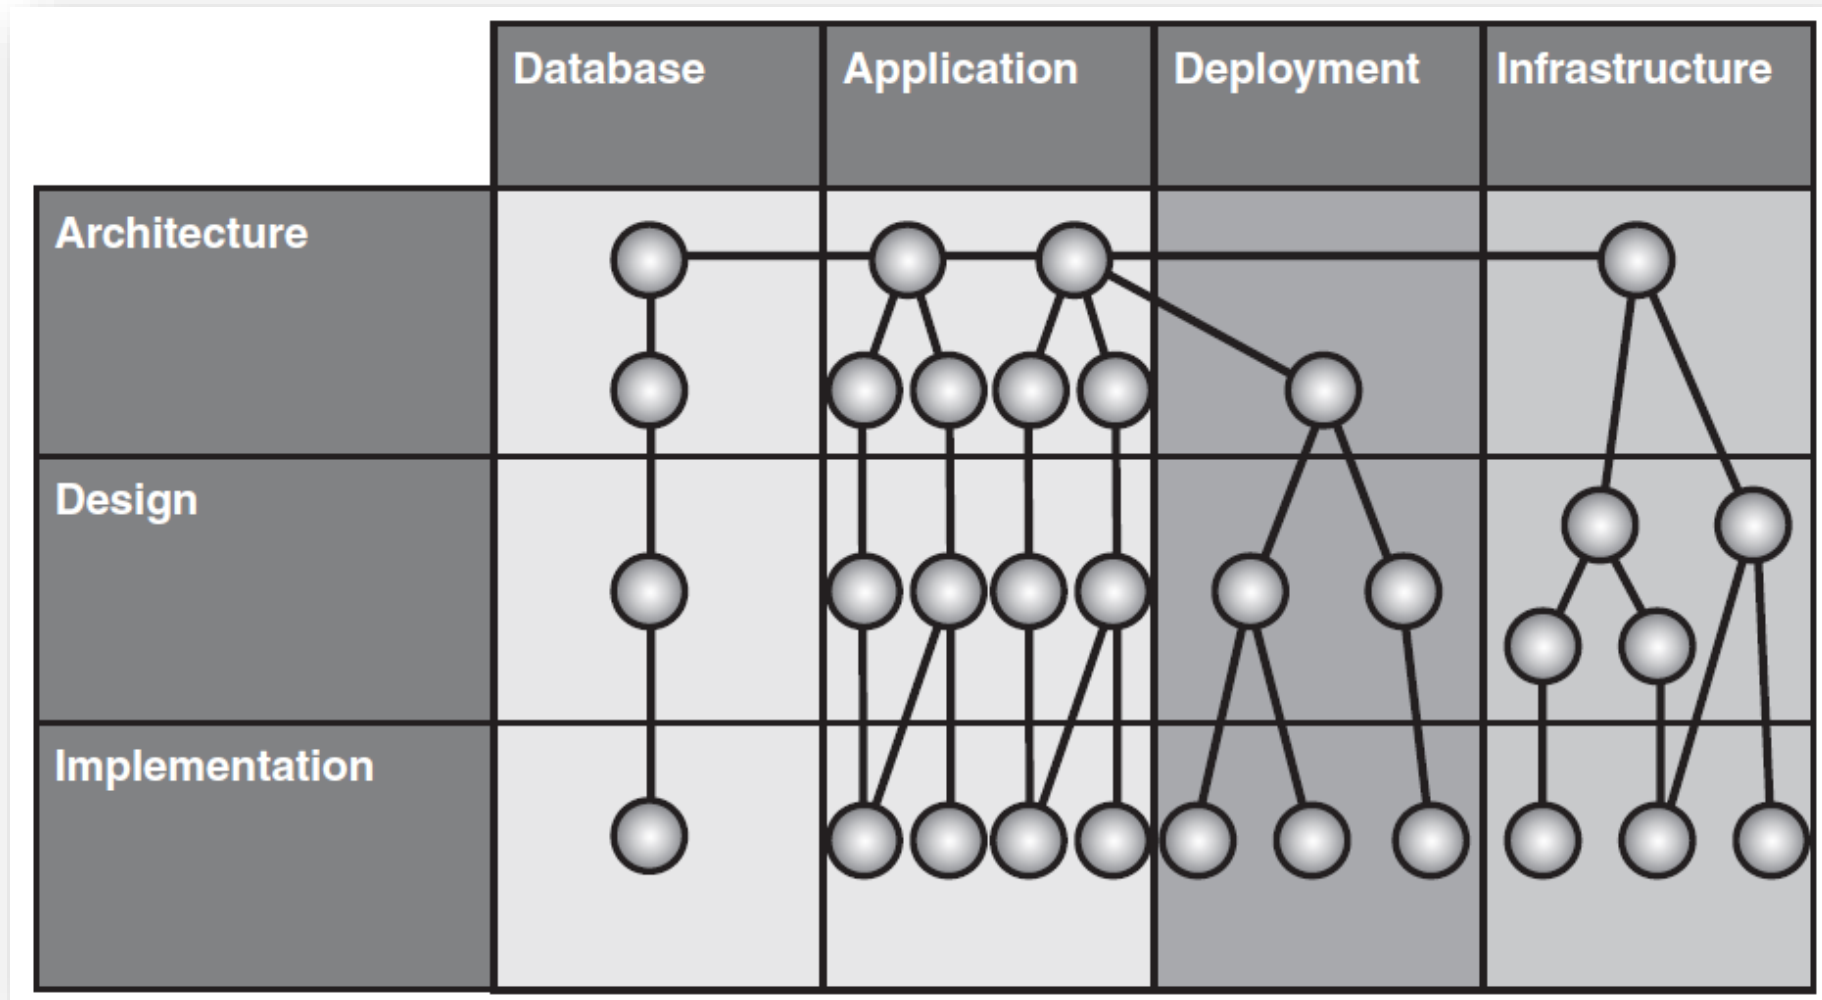 Database
Application
Deployment
Infrastructure
Architecture
Design
Implementation